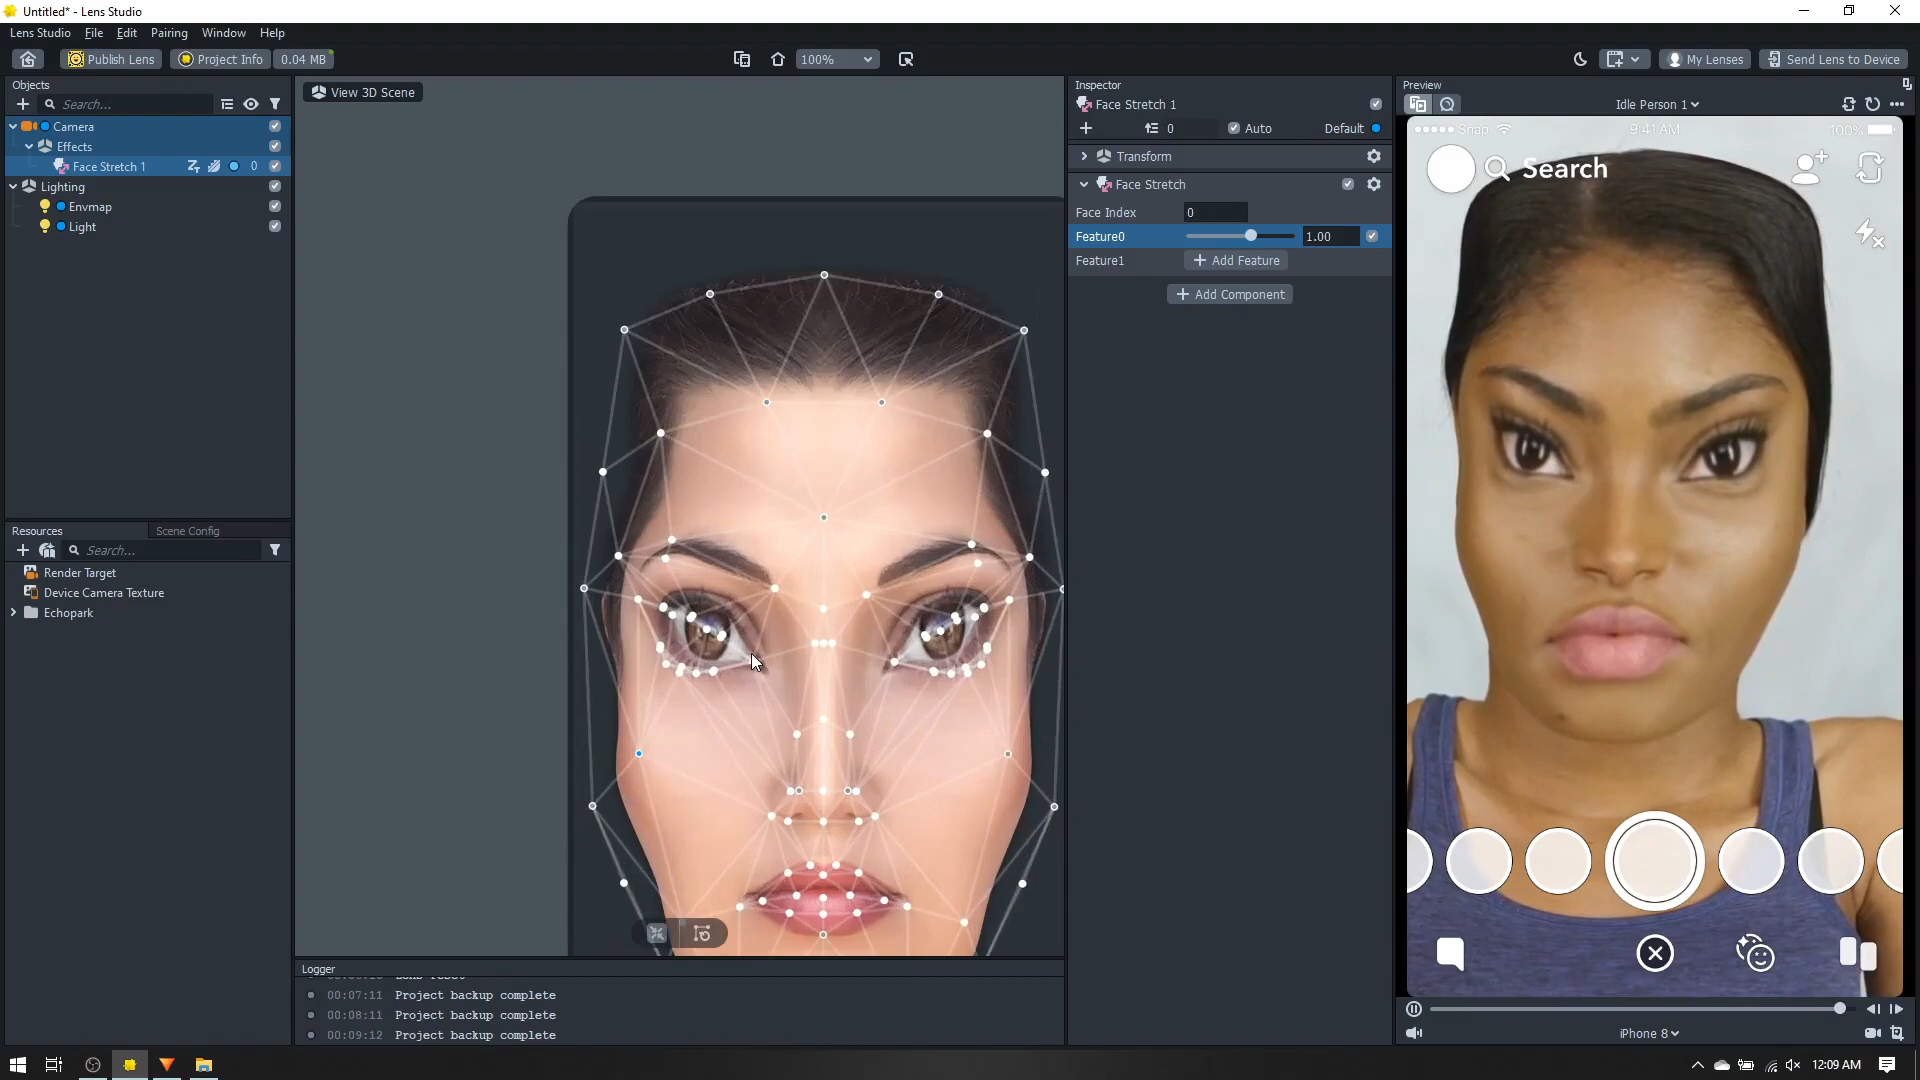 Untitled* - Lens Studio
Lens Studio File Edit Pairing Window Help
Publish Lens Project Info 0.04 MB 100% My Lenses Send Lens to Device
Objects
Search...
Camera
Effects
Face Stretch 1 0
Lighting
Envmap
Light
Resources Scene Config
Search...
Render Target
Device Camera Texture
Echopark
View 3D Scene
Logger
00:07:11 Project backup complete
00:08:11 Project backup complete
00:09:12 Project backup complete
Inspector
Face Stretch 1
0 Auto Default
Transform
Face Stretch
Face Index 0
Feature0 1.00
Feature1 + Add Feature
+ Add Component
Preview
Idle Person 1
Snap 9:41 AM 100%
Search
iPhone 8
12:09 AM